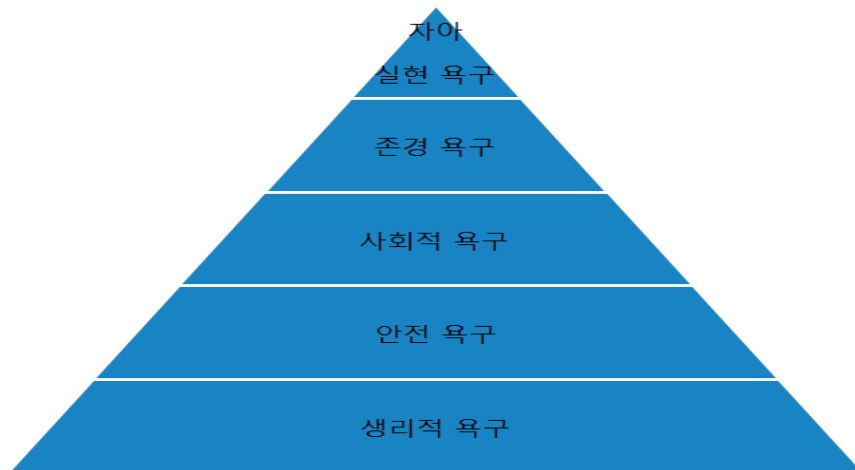 자아
실현 욕구
존경 욕구
사회적 욕구
안전 욕구
생리적 욕구